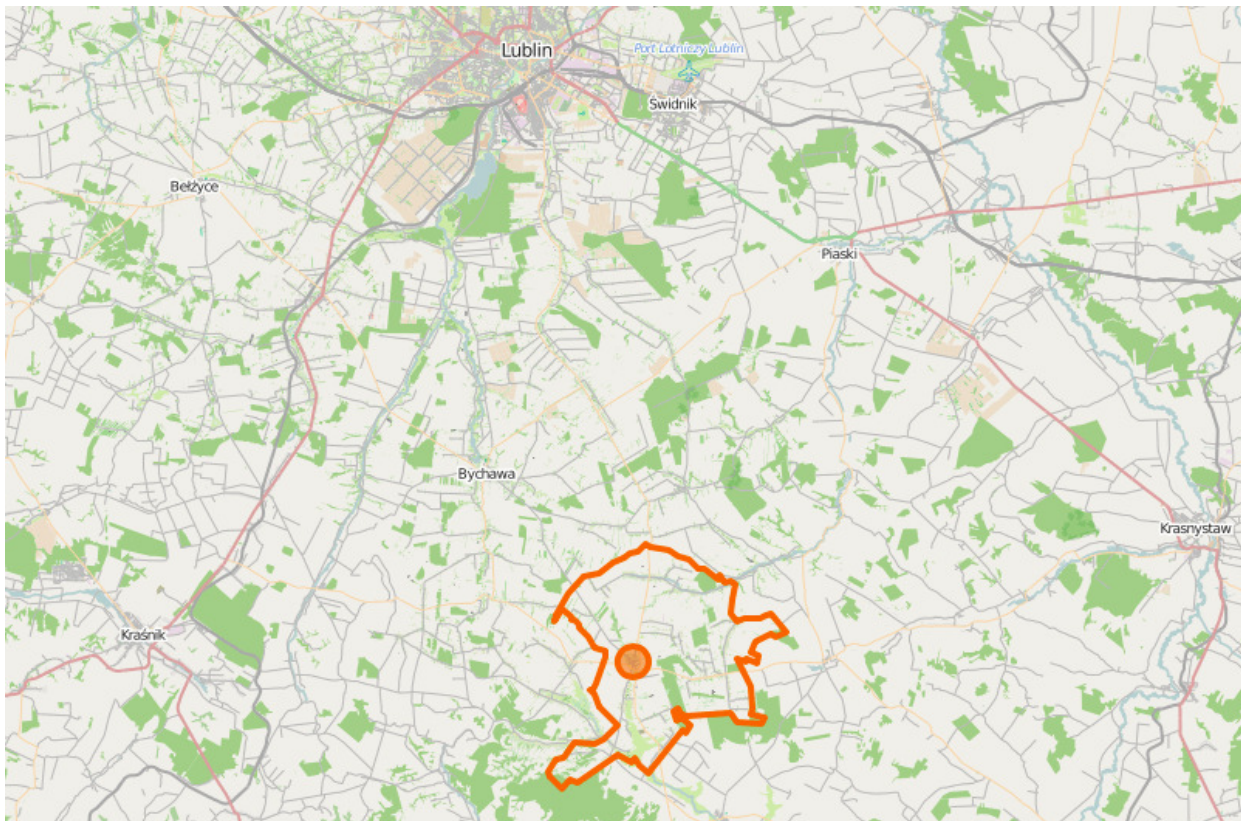 Lublin
Port Lotniczy Lublin
Świdnik
Bełżyce
Piaski
Bychawa
Krasnystaw
Kraśnik